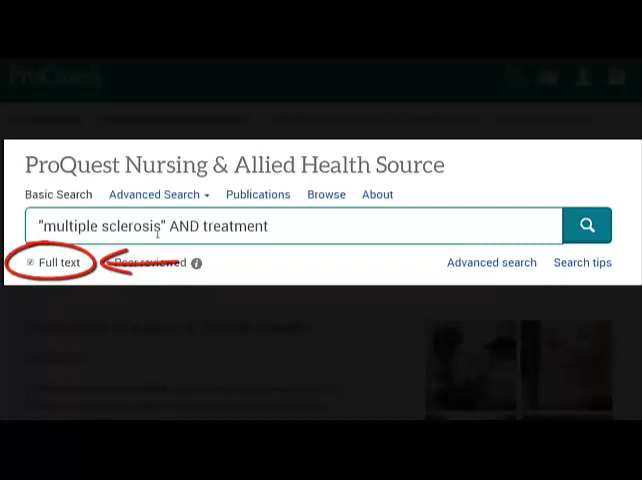 ProQuest
ProQuest Nursing & Allied Health Source
Basic Search Advanced Search Publications Browse About
"multiple sclerosis" AND treatment
Full text Peer reviewed Advanced search Search tips